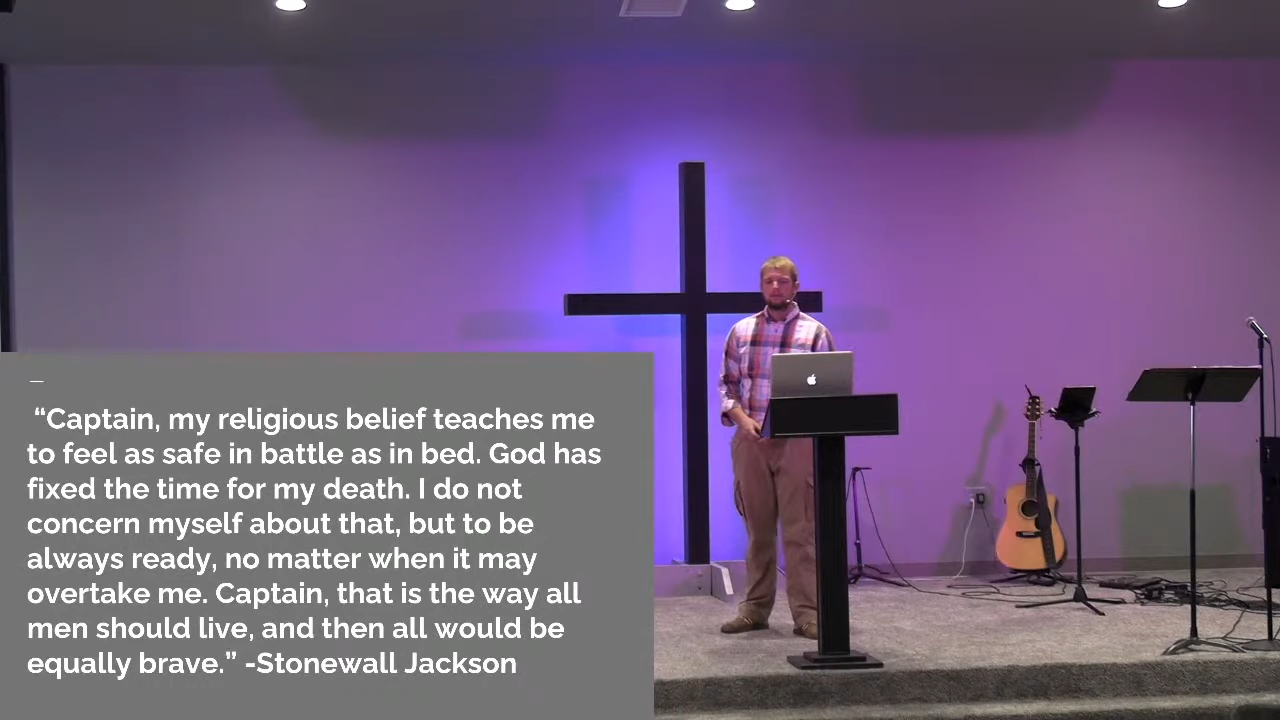 —
“Captain, my religious belief teaches me
to feel as safe in battle as in bed. God has
fixed the time for my death. I do not
concern myself about that, but to be
always ready, no matter when it may
overtake me. Captain, that is the way all
men should live, and then all would be
equally brave.” -Stonewall Jackson